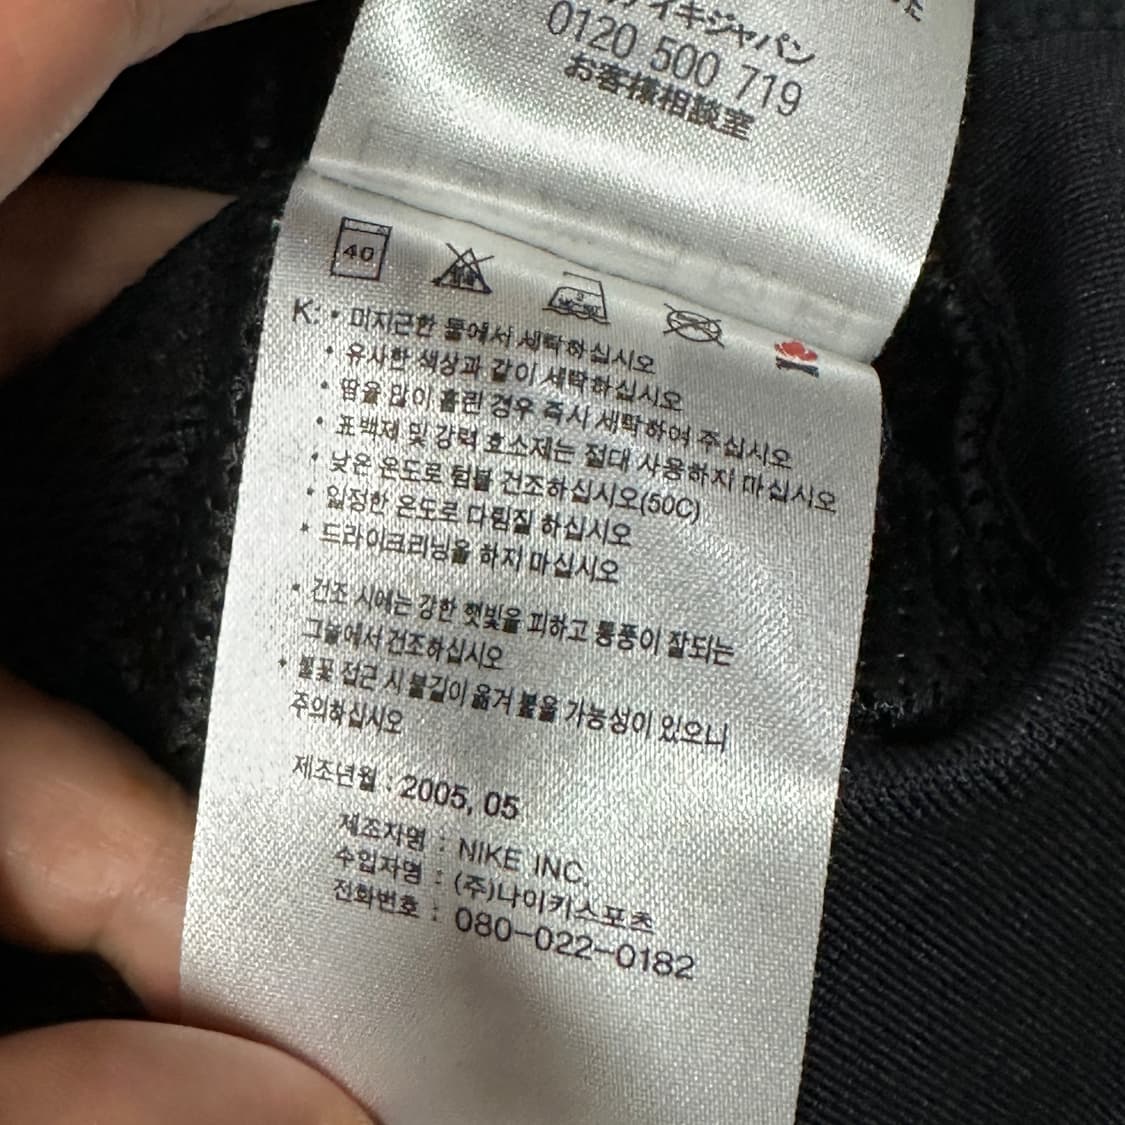 ナイキジャパン
0120 500 719
お客様相談室
40
K: • 미지근한 물에서 세탁하십시오
• 유사한 색상과 같이 세탁하십시오
• 땀을 많이 흘린 경우 즉시 세탁하여 주십시오
• 표백제 및 강력 효소제는 절대 사용하지 마십시오
• 낮은 온도로 텀블 건조하십시오(50C)
• 일정한 온도로 다림질 하십시오
• 드라이크리닝을 하지 마십시오
• 건조 시에는 강한 햇빛을 피하고 통풍이 잘되는
그늘에서 건조하십시오
• 불꽃 접근 시 불길이 옮겨 붙을 가능성이 있으니
주의하십시오
제조년월 : 2005, 05
제조자명 : NIKE INC.
수입자명 : (주)나이키스포츠
전화번호 : 080-022-0182